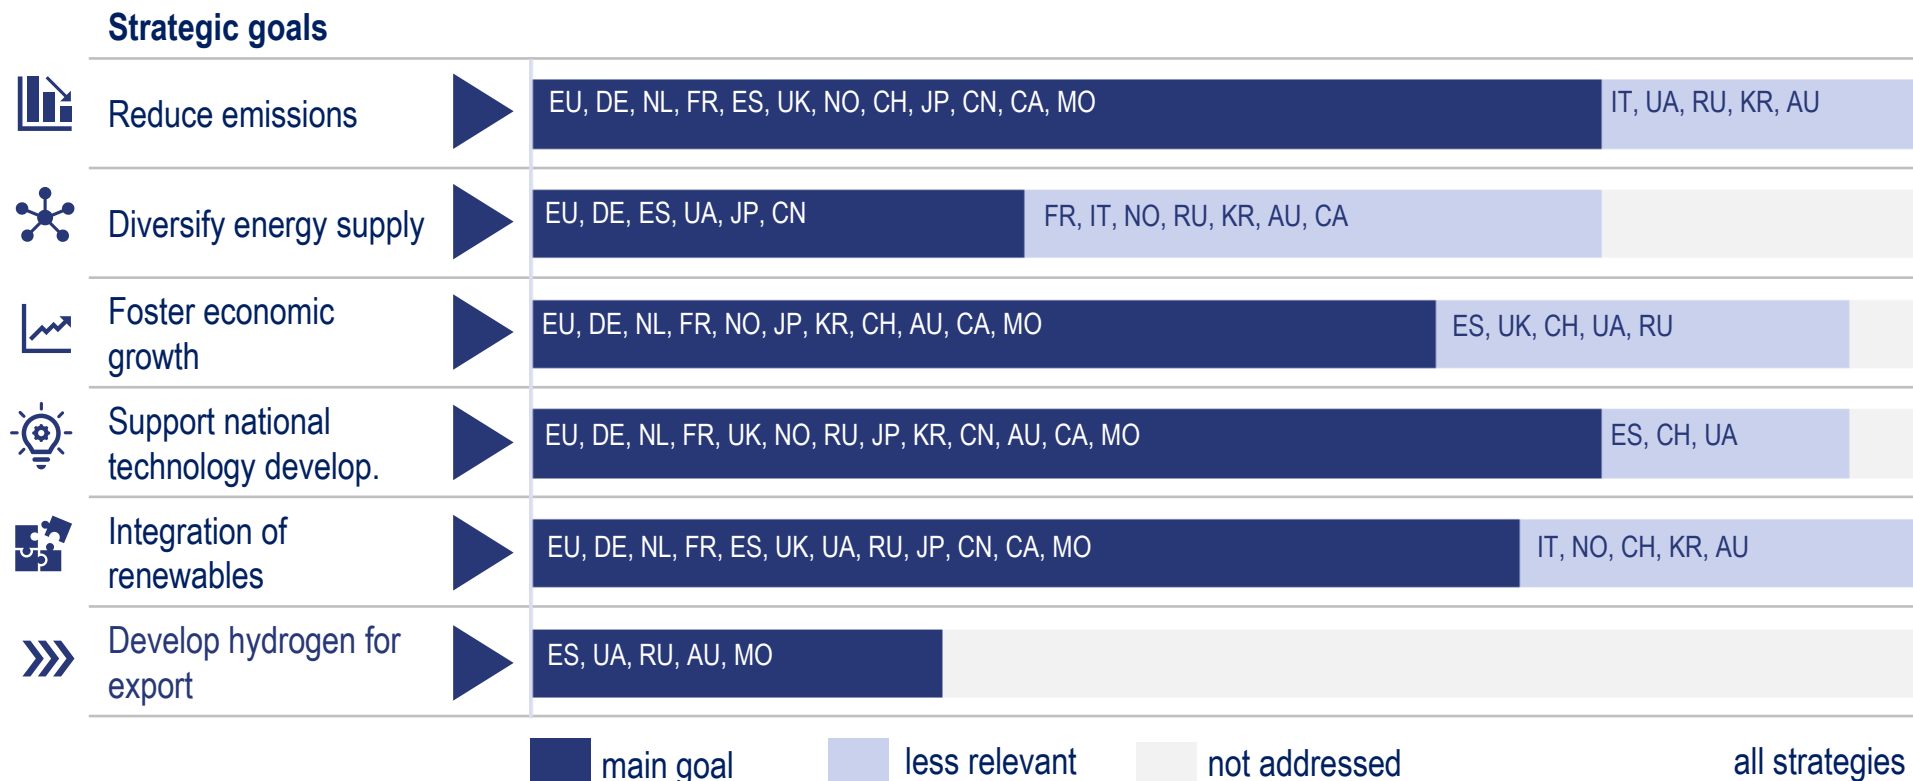 Strategic goals
Reduce emissions
EU, DE, NL, FR, ES, UK, NO, CH, JP, CN, CA, MO
IT, UA, RU, KR, AU
Diversify energy supply
EU, DE, ES, UA, JP, CN
FR, IT, NO, RU, KR, AU, CA
Foster economic
growth
EU, DE, NL, FR, NO, JP, KR, CH, AU, CA, MO
ES, UK, CH, UA, RU
Support national
technology develop.
EU, DE, NL, FR, UK, NO, RU, JP, KR, CN, AU, CA, MO
ES, CH, UA
Integration of
renewables
EU, DE, NL, FR, ES, UK, UA, RU, JP, CN, CA, MO
IT, NO, CH, KR, AU
Develop hydrogen for
export
ES, UA, RU, AU, MO
main goal
less relevant
not addressed
all strategies